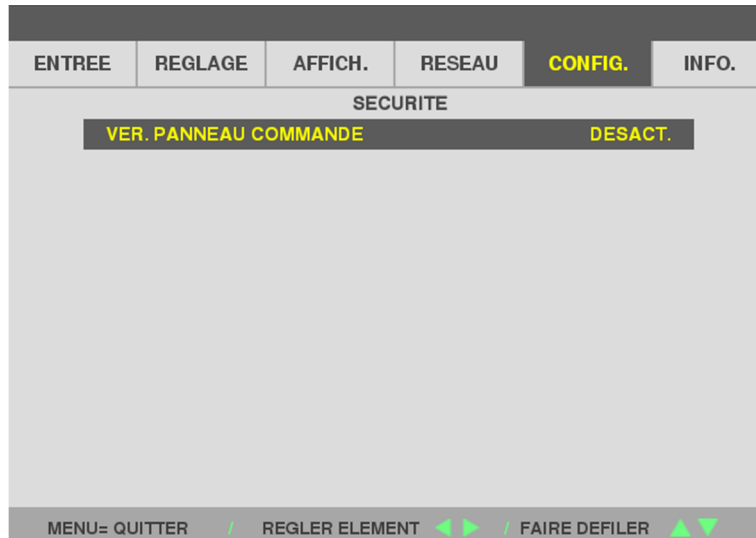 ENTREE REGLAGE AFFICH. RESEAU CONFIG. INFO.
SECURITE
VER. PANNEAU COMMANDE DESACT.
MENU= QUITTER / REGLER ELEMENT ◀ ▶ / FAIRE DEFILER ▲ ▼